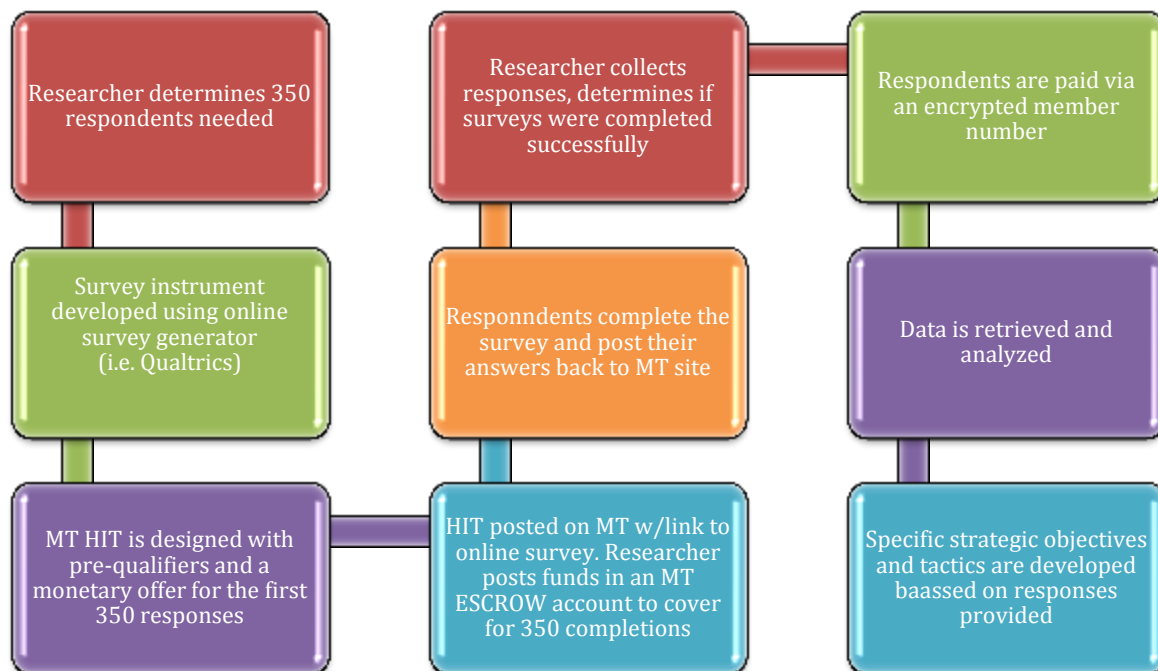 Researcher determines 350
respondents needed
Survey instrument
developed using online
survey generator
(i.e. Qualtrics)
MT HIT is designed with
pre-qualifiers and a
monetary offer for the first
350 responses
HIT posted on MT w/link to
online survey. Researcher
posts funds in an MT
ESCROW account to cover
for 350 completions
Responndents complete the
survey and post their
answers back to MT site
Researcher collects
responses, determines if
surveys were completed
successfully
Respondents are paid via
an encrypted member
number
Data is retrieved and
analyzed
Specific strategic objectives
and tactics are developed
baassed on responses
provided